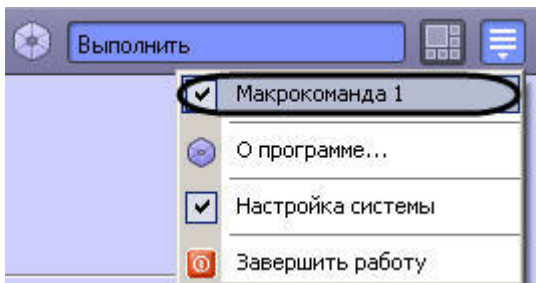 Выполнить
Макрокоманда 1
О программе...
Настройка системы
Завершить работу